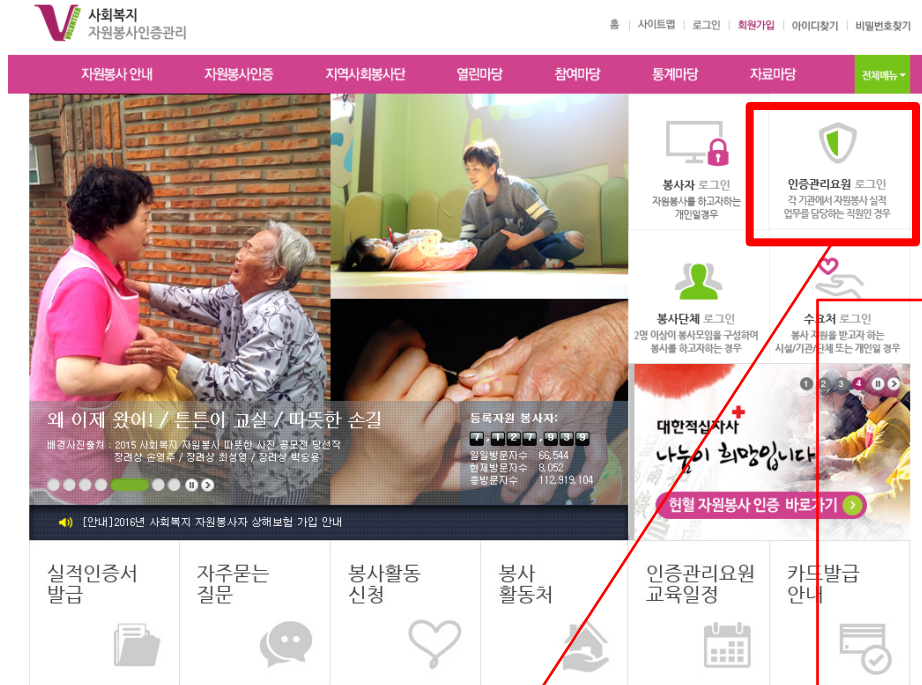 사회복지
자원봉사인증관리
홈 | 사이트맵 | 로그인 | 회원가입 | 아이디찾기 | 비밀번호찾기
자원봉사 안내 자원봉사인증 지역사회봉사단 열린마당 참여마당 통계마당 자료마당 전체메뉴
봉사자 로그인
자원봉사를 하고자하는
개인일경우
인증관리요원 로그인
각 기관에서 자원봉사 실적
업무를 담당하는 직원인 경우
봉사단체 로그인
2명 이상이 봉사모임을 구성하여
봉사를 하고자하는 경우
수요처 로그인
봉사 자원을 받고자 하는
시설/기관/단체 또는 개인일 경우
왜 이제 왔어! / 튼튼이 교실 / 따뜻한 손길
배경사진출처 : 2015 사회복지 자원봉사 따뜻한 사진 공모전 당선작
장려상 손영주 / 장려상 최성영 / 장려상 박승용
등록자원 봉사자:
7,127,939
일일방문자수 66,544
현재방문자수 8,052
총방문자수 112,919,104
1 2 3 4
대한적십자사
나눔이 희망입니다
헌혈 자원봉사 인증 바로가기
[안내]2016년 사회복지 자원봉사자 상해보험 가입 안내
실적인증서
발급
자주묻는
질문
봉사활동
신청
봉사
활동처
인증관리요원
교육일정
카드발급
안내